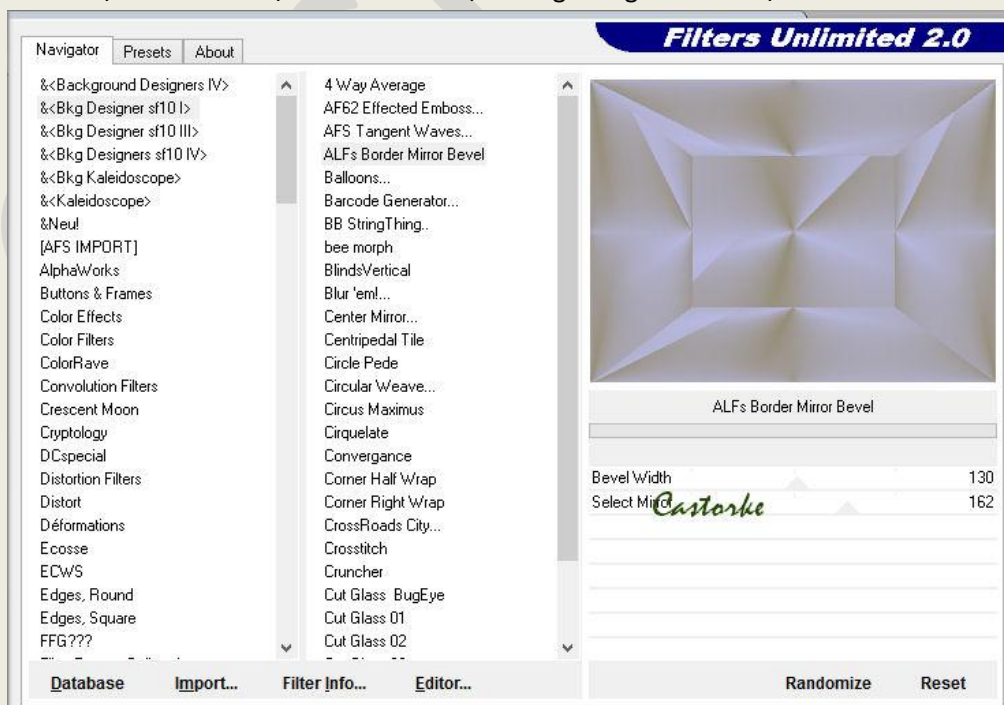 Filters Unlimited 2.0
Navigator Presets About
&<Background Designers IV>
&<Bkg Designer sf10 I>
&<Bkg Designer sf10 III>
&<Bkg Designers sf10 IV>
&<Bkg Kaleidoscope>
&<Kaleidoscope>
&Neu!
[AFS IMPORT]
AlphaWorks
Buttons & Frames
Color Effects
Color Filters
ColorRave
Convolution Filters
Crescent Moon
Cryptology
DCspecial
Distortion Filters
Distort
Déformations
Ecosse
ECWS
Edges, Round
Edges, Square
FFG???
4 Way Average
AF62 Effected Emboss...
AFS Tangent Waves...
ALFs Border Mirror Bevel
Balloons...
Barcode Generator...
BB StringThing..
bee morph
BlindsVertical
Blur 'em!...
Center Mirror...
Centripedal Tile
Circle Pede
Circular Weave...
Circus Maximus
Cirquelate
Convergance
Corner Half Wrap
Corner Right Wrap
CrossRoads City...
Crosstitch
Cruncher
Cut Glass  BugEye
Cut Glass 01
Cut Glass 02
ALFs Border Mirror Bevel
Bevel Width 130
Select Mirror 162
Castorke
Database Import... Filter Info... Editor... Randomize Reset